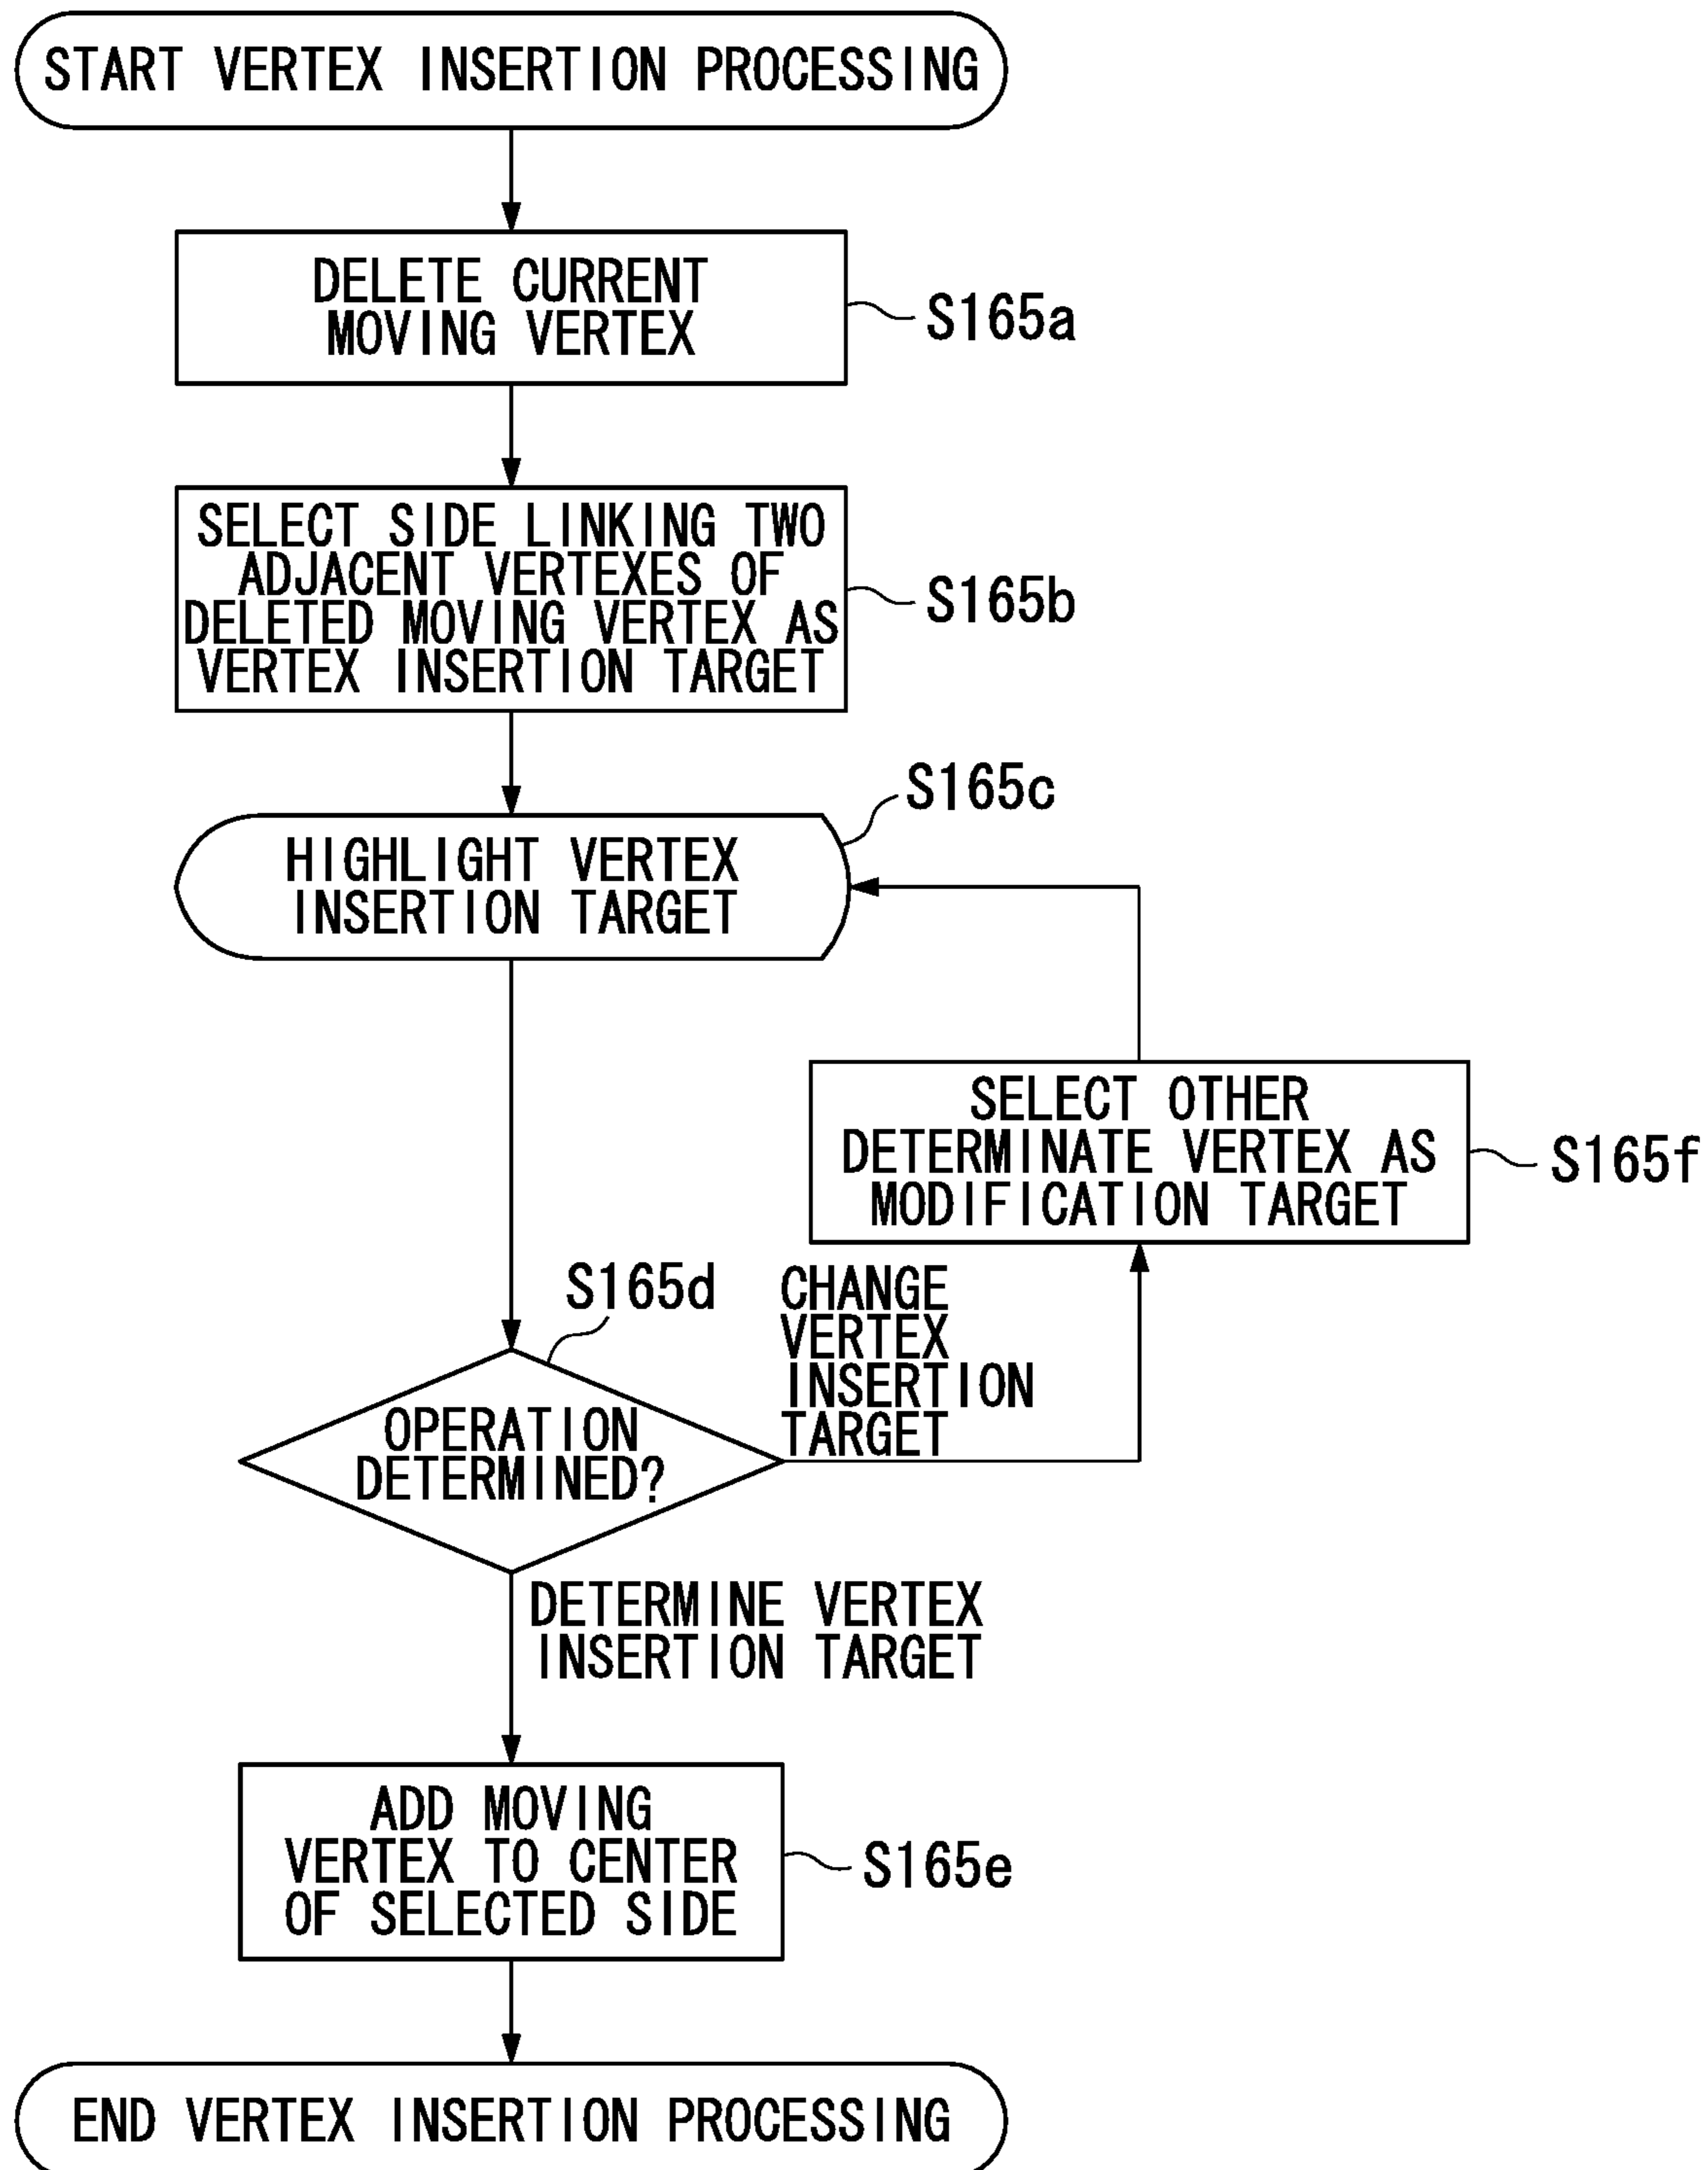 START VERTEX INSERTION PROCESSING
DELETE CURRENT
MOVING VERTEX
S165a
SELECT SIDE LINKING TWO
ADJACENT VERTEXES OF
DELETED MOVING VERTEX AS
VERTEX INSERTION TARGET
S165b
S165c
HIGHLIGHT VERTEX
INSERTION TARGET
SELECT OTHER
DETERMINATE VERTEX AS
MODIFICATION TARGET
S165f
S165d
CHANGE
VERTEX
INSERTION
TARGET
OPERATION
DETERMINED?
DETERMINE VERTEX
INSERTION TARGET
ADD MOVING
VERTEX TO CENTER
OF SELECTED SIDE
S165e
END VERTEX INSERTION PROCESSING